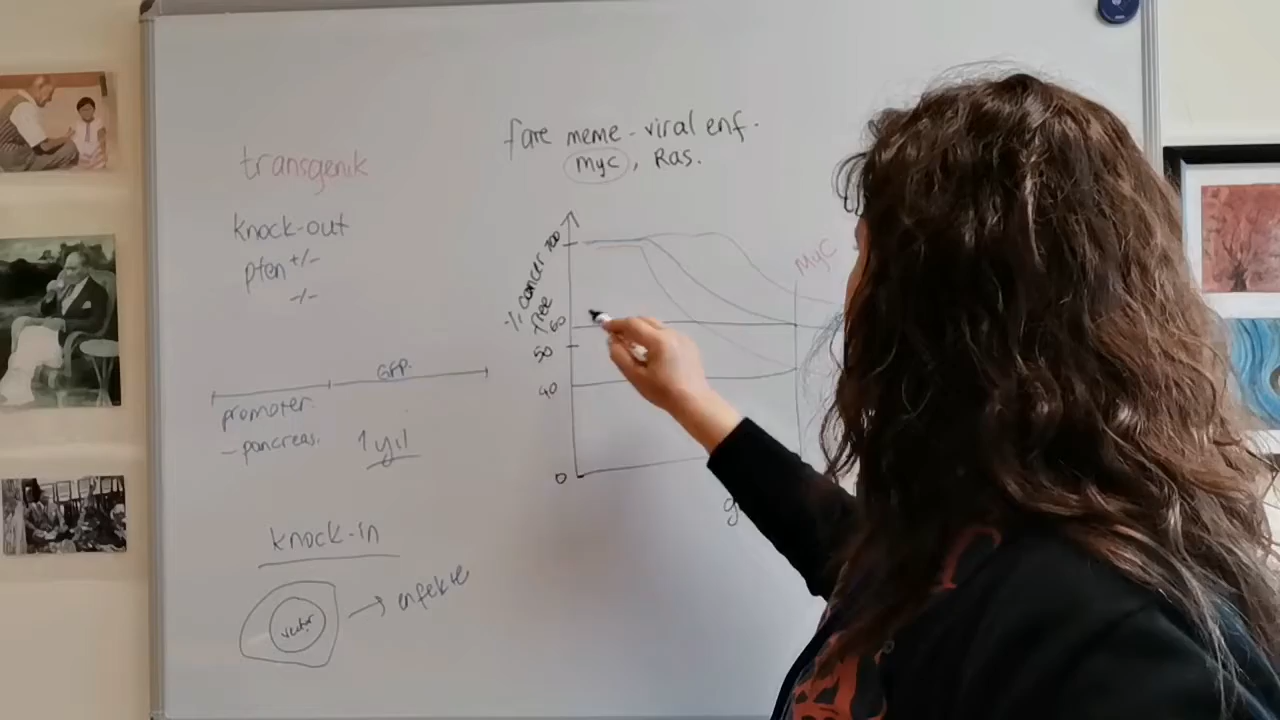 transgenik
knock-out
pten +/-
-/-
GFP
promoter.
-pancreas.
1 yıl
knock-in
vector
→ enfekte
fare meme - viral enf.
myc, Ras.
% cancer
free
100
60
50
40
0
Myc
g